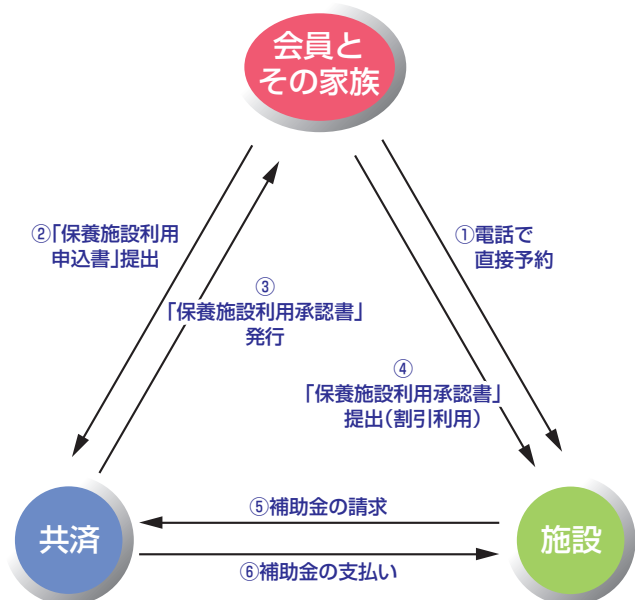 会員と
その家族
②「保養施設利用
申込書」提出
①電話で
直接予約
③
「保養施設利用承認書」
発行
④
「保養施設利用承認書」
提出(割引利用)
⑤補助金の請求
共済
施設
⑥補助金の支払い